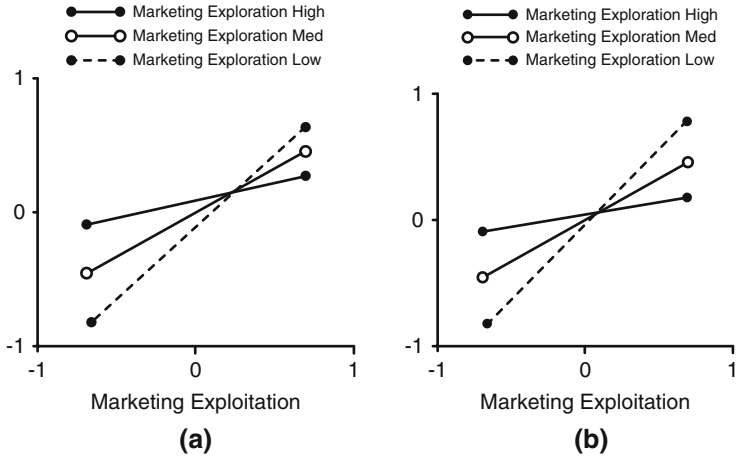 Marketing Exploration High
Marketing Exploration Med
Marketing Exploration Low
1
0
-1
-1
0
1
Marketing Exploitation
(a)
Marketing Exploration High
Marketing Exploration Med
Marketing Exploration Low
1
0
-1
-1
0
1
Marketing Exploitation
(b)